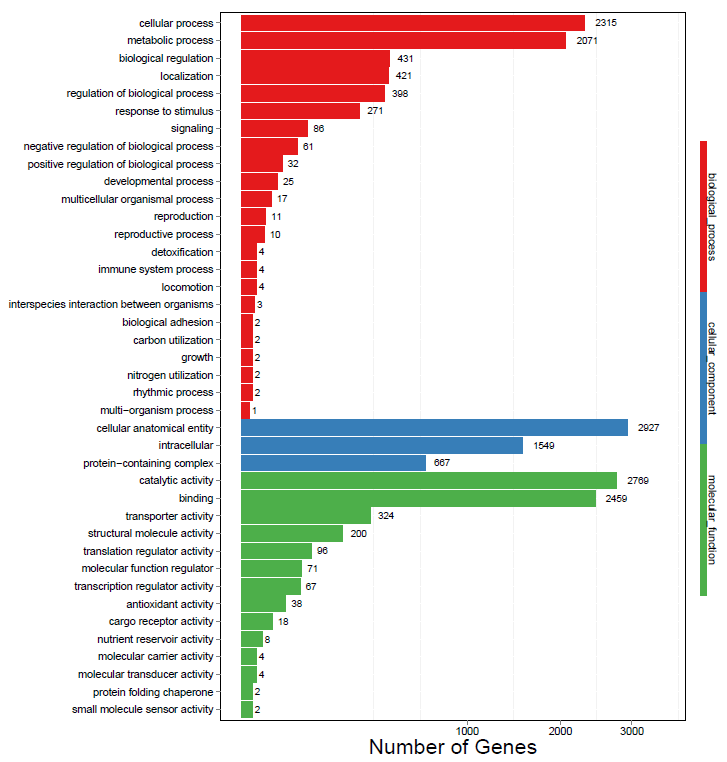 cellular process 2315
metabolic process 2071
biological regulation 431
localization 421
regulation of biological process 398
response to stimulus 271
signaling 86
negative regulation of biological process 61
positive regulation of biological process 32
developmental process 25
multicellular organismal process 17
reproduction 11
reproductive process 10
detoxification 4
immune system process 4
locomotion 4
interspecies interaction between organisms 3
biological adhesion 2
carbon utilization 2
growth 2
nitrogen utilization 2
rhythmic process 2
multi−organism process 1
cellular anatomical entity 2927
intracellular 1549
protein−containing complex 667
catalytic activity 2769
binding 2459
transporter activity 324
structural molecule activity 200
translation regulator activity 96
molecular function regulator 71
transcription regulator activity 67
antioxidant activity 38
cargo receptor activity 18
nutrient reservoir activity 8
molecular carrier activity 4
molecular transducer activity 4
protein folding chaperone 2
small molecule sensor activity 2
1000 2000 3000
Number of Genes
biological_process
cellular_component
molecular_function